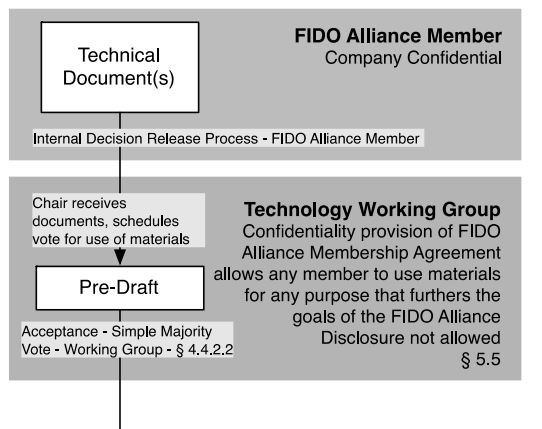 Technical
Document(s)
FIDO Alliance Member
Company Confidential
Internal Decision Release Process - FIDO Alliance Member
Chair receives
documents, schedules
vote for use of materials
Technology Working Group
Confidentiality provision of FIDO
Alliance Membership Agreement
allows any member to use materials
for any purpose that furthers the
goals of the FIDO Alliance
Disclosure not allowed
§ 5.5
Pre-Draft
Acceptance - Simple Majority
Vote - Working Group - § 4.4.2.2